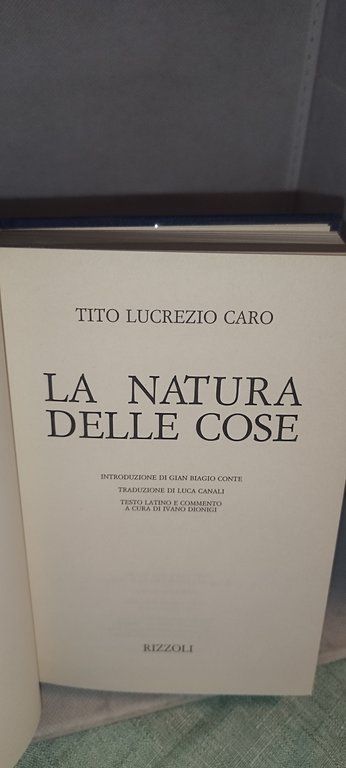 TITO LUCREZIO CARO
LA NATURA
DELLE COSE
INTRODUZIONE DI GIAN BIAGIO CONTE
TRADUZIONE DI LUCA CANALI
TESTO LATINO E COMMENTO
A CURA DI IVANO DIONIGI
RIZZOLI